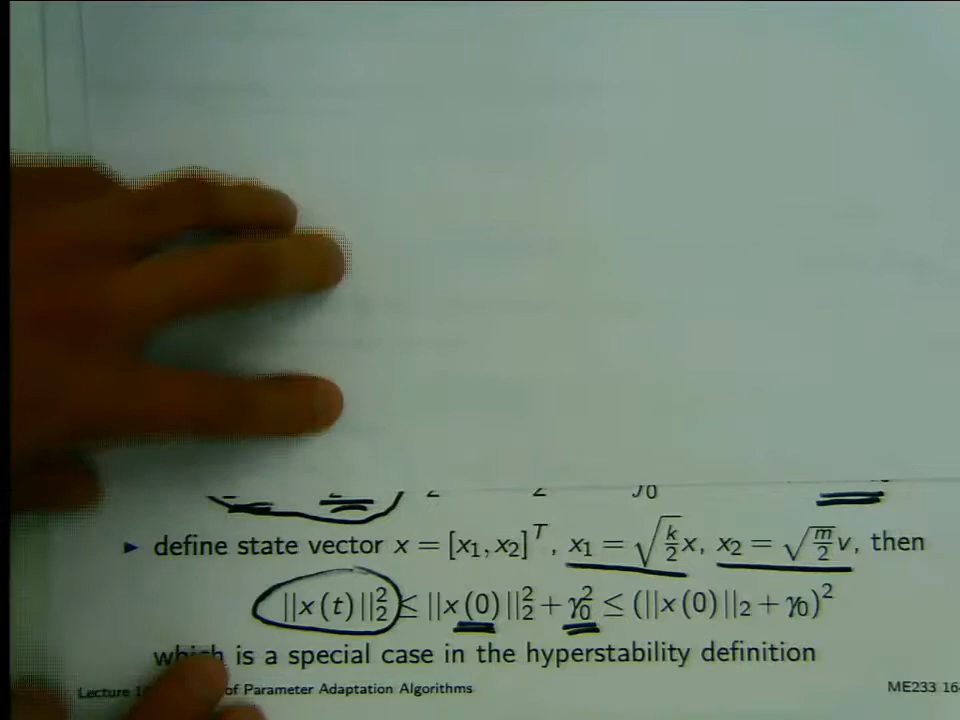 ► define state vector x = [x₁, x₂]ᵀ, x₁ = √(k/2) x, x₂ = √(m/2) v, then
||x(t)||₂² ≤ ||x(0)||₂² + γ₀² ≤ (||x(0)||₂ + γ₀)²
which is a special case in the hyperstability definition
Lecture of Parameter Adaptation Algorithms
ME233 16-